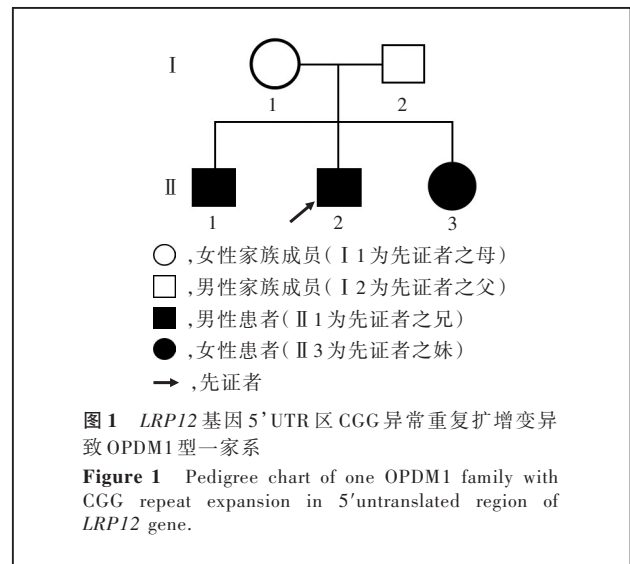 Ⅰ
1 2
Ⅱ
1 2 3
,女性家族成员(Ⅰ1为先证者之母)
,男性家族成员(Ⅰ2为先证者之父)
,男性患者(Ⅱ1为先证者之兄)
,女性患者(Ⅱ3为先证者之妹)
,先证者
图1 LRP12基因5’UTR区CGG异常重复扩增变异
致OPDM1型一家系
Figure 1 Pedigree chart of one OPDM1 family with
CGG repeat expansion in 5′untranslated region of
LRP12 gene.